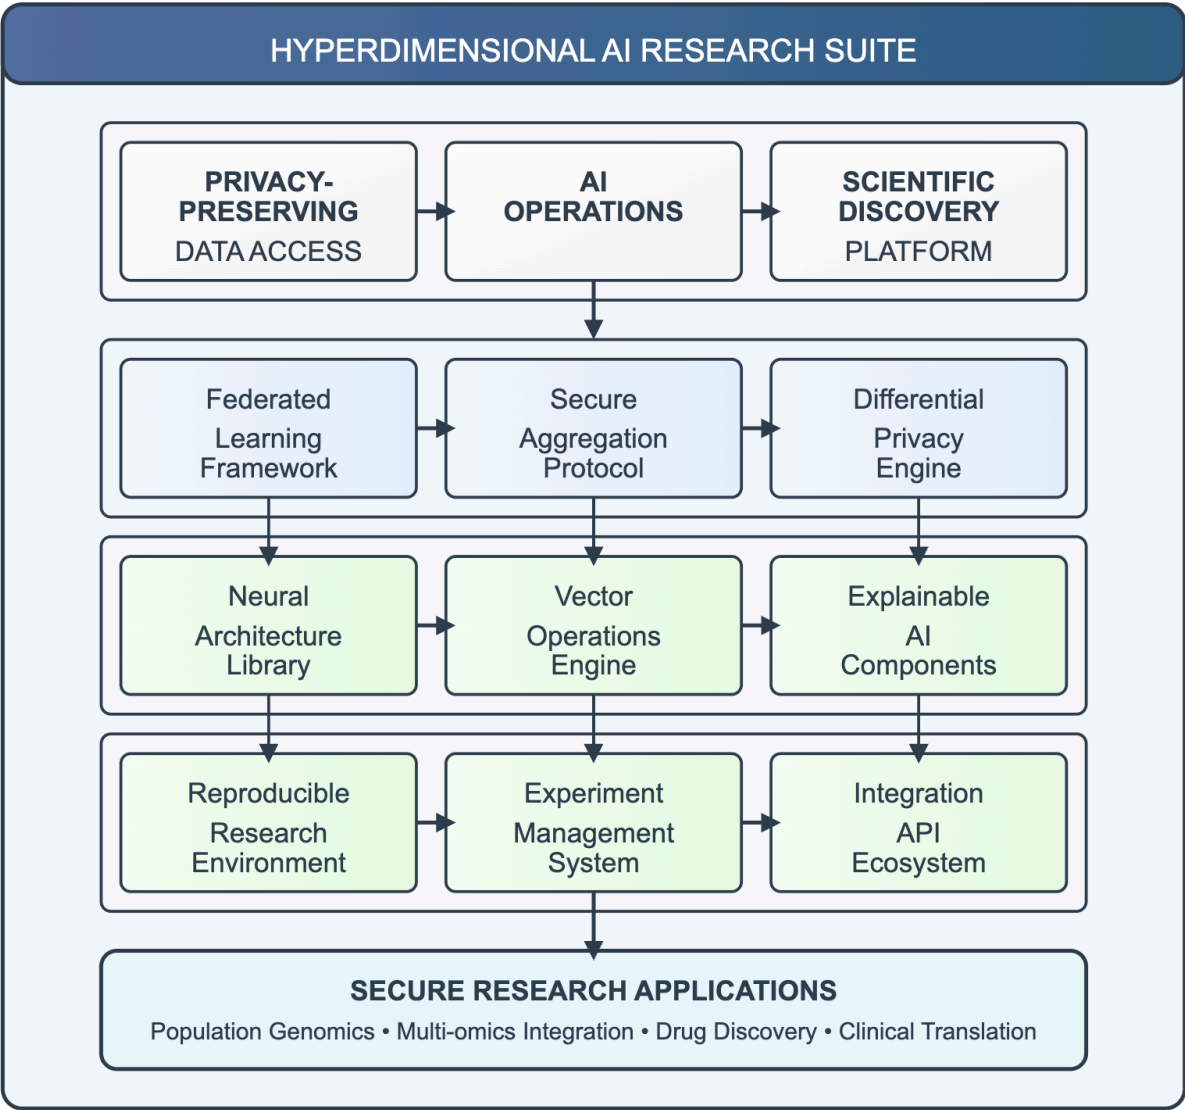 HYPERDIMENSIONAL AI RESEARCH SUITE
PRIVACY-
PRESERVING
DATA ACCESS
AI
OPERATIONS
SCIENTIFIC
DISCOVERY
PLATFORM
Federated
Learning
Framework
Secure
Aggregation
Protocol
Differential
Privacy
Engine
Neural
Architecture
Library
Vector
Operations
Engine
Explainable
AI
Components
Reproducible
Research
Environment
Experiment
Management
System
Integration
API
Ecosystem
SECURE RESEARCH APPLICATIONS
Population Genomics • Multi-omics Integration • Drug Discovery • Clinical Translation